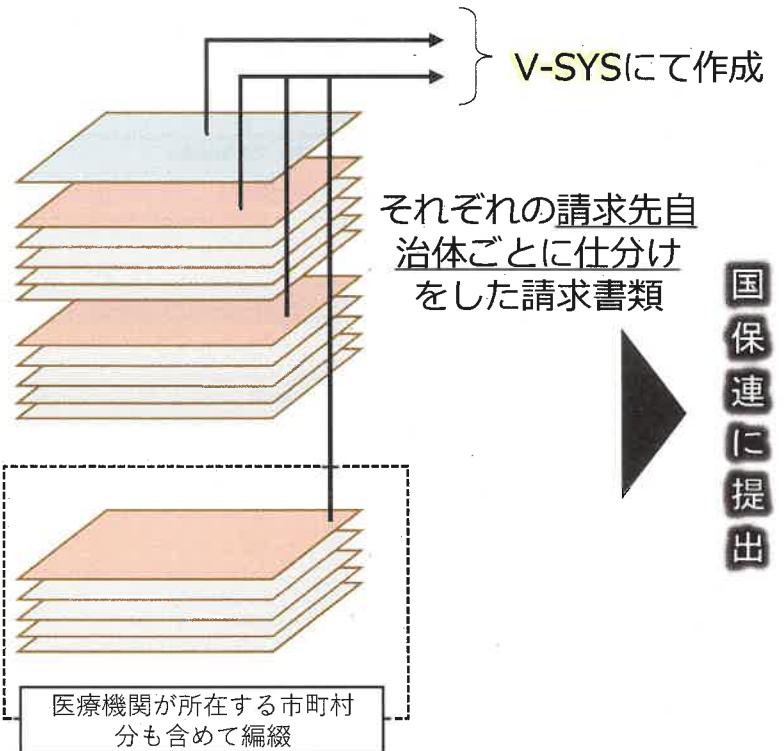 V-SYSにて作成
それぞれの請求先自
治体ごとに仕分け
をした請求書類
国保連に提出
医療機関が所在する市町村
分も含めて編綴